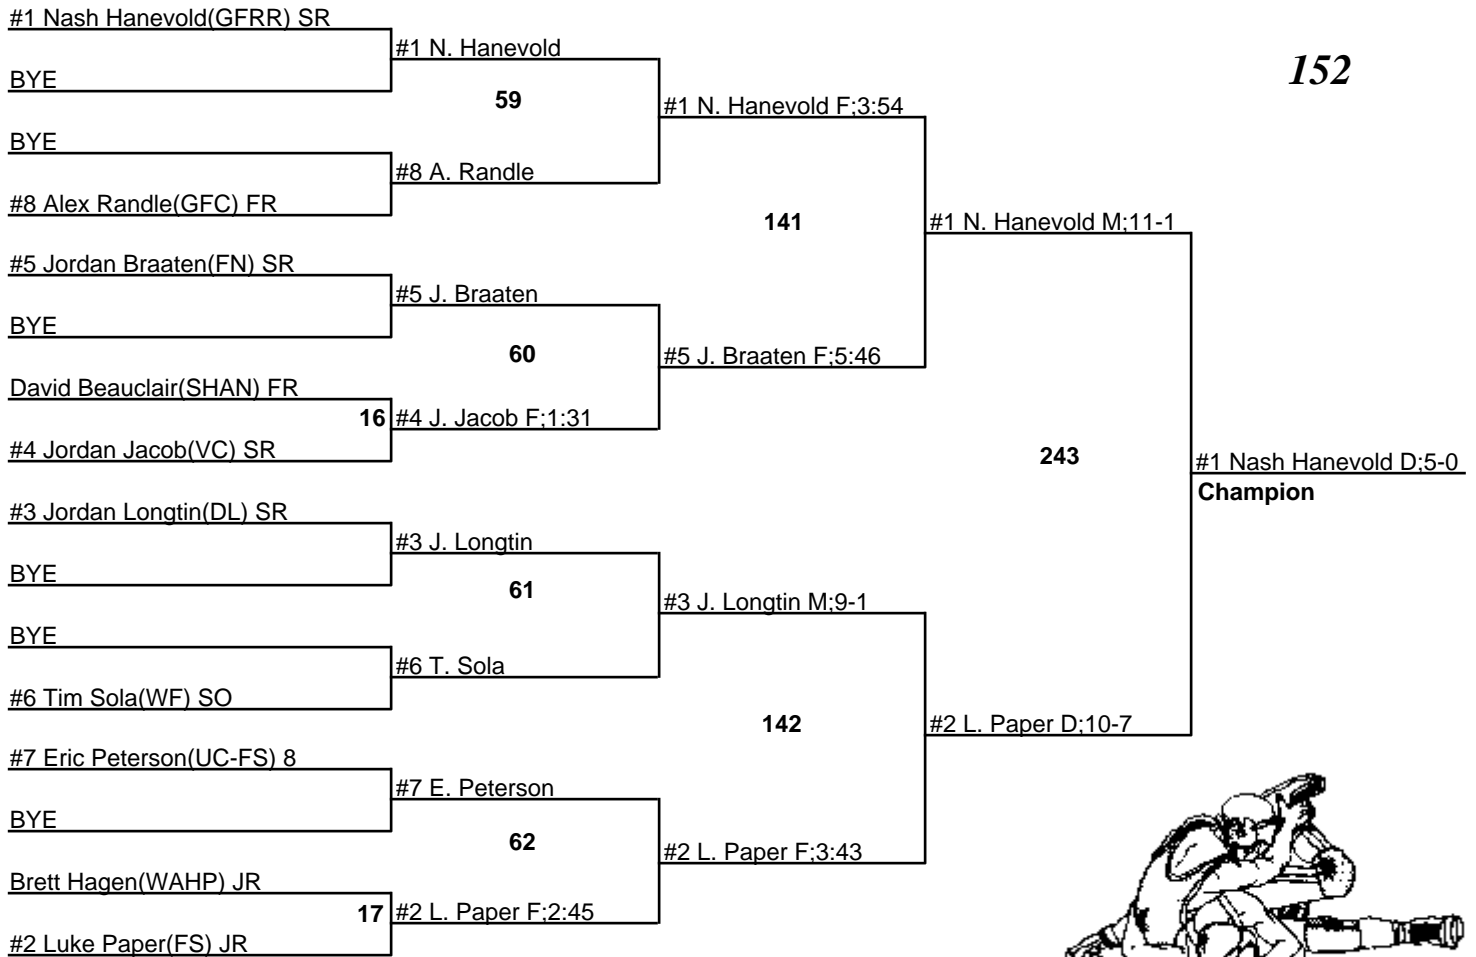 #1 Nash Hanevold(GFRR) SR
BYE
BYE
#8 Alex Randle(GFC) FR
#5 Jordan Braaten(FN) SR
BYE
David Beauclair(SHAN) FR
#4 Jordan Jacob(VC) SR
#3 Jordan Longtin(DL) SR
BYE
BYE
#6 Tim Sola(WF) SO
#7 Eric Peterson(UC-FS) 8
BYE
Brett Hagen(WAHP) JR
#2 Luke Paper(FS) JR
16
17
#1 N. Hanevold
59
#8 A. Randle
#5 J. Braaten
60
#4 J. Jacob F;1:31
#3 J. Longtin
61
#6 T. Sola
#7 E. Peterson
62
#2 L. Paper F;2:45
#1 N. Hanevold F;3:54
141
#5 J. Braaten F;5:46
#3 J. Longtin M;9-1
142
#2 L. Paper F;3:43
#1 N. Hanevold M;11-1
243
#2 L. Paper D;10-7
152
#1 Nash Hanevold D;5-0
Champion